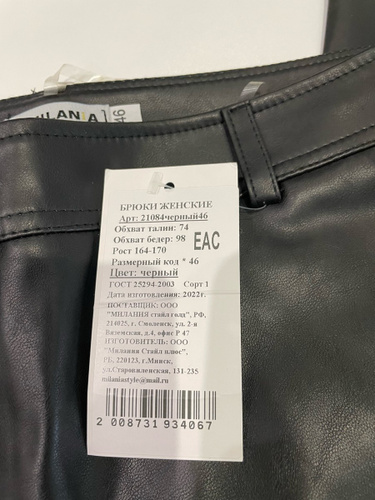 46
БРЮКИ ЖЕНСКИЕ
Арт: 21084черный46
Обхват талии: 74
Обхват бедер: 98
EAC
Рост 164-170
Размерный код * 46
Цвет: черный
ГОСТ 25294-2003 Сорт 1
Дата изготовления: 2022г.
ПОСТАВЩИК: ООО
"МИЛАНИЯ стайл голд", РФ,
214025, г. Смоленск, ул. 2-я
Вяземская, д.4, офис Р 47
ИЗГОТОВИТЕЛЬ: ООО
"Милания Стайл плюс",
РБ, 220123, г.Минск,
ул.Старовиленская, 131-235
milaniastyle@mail.ru
2 008731 934067